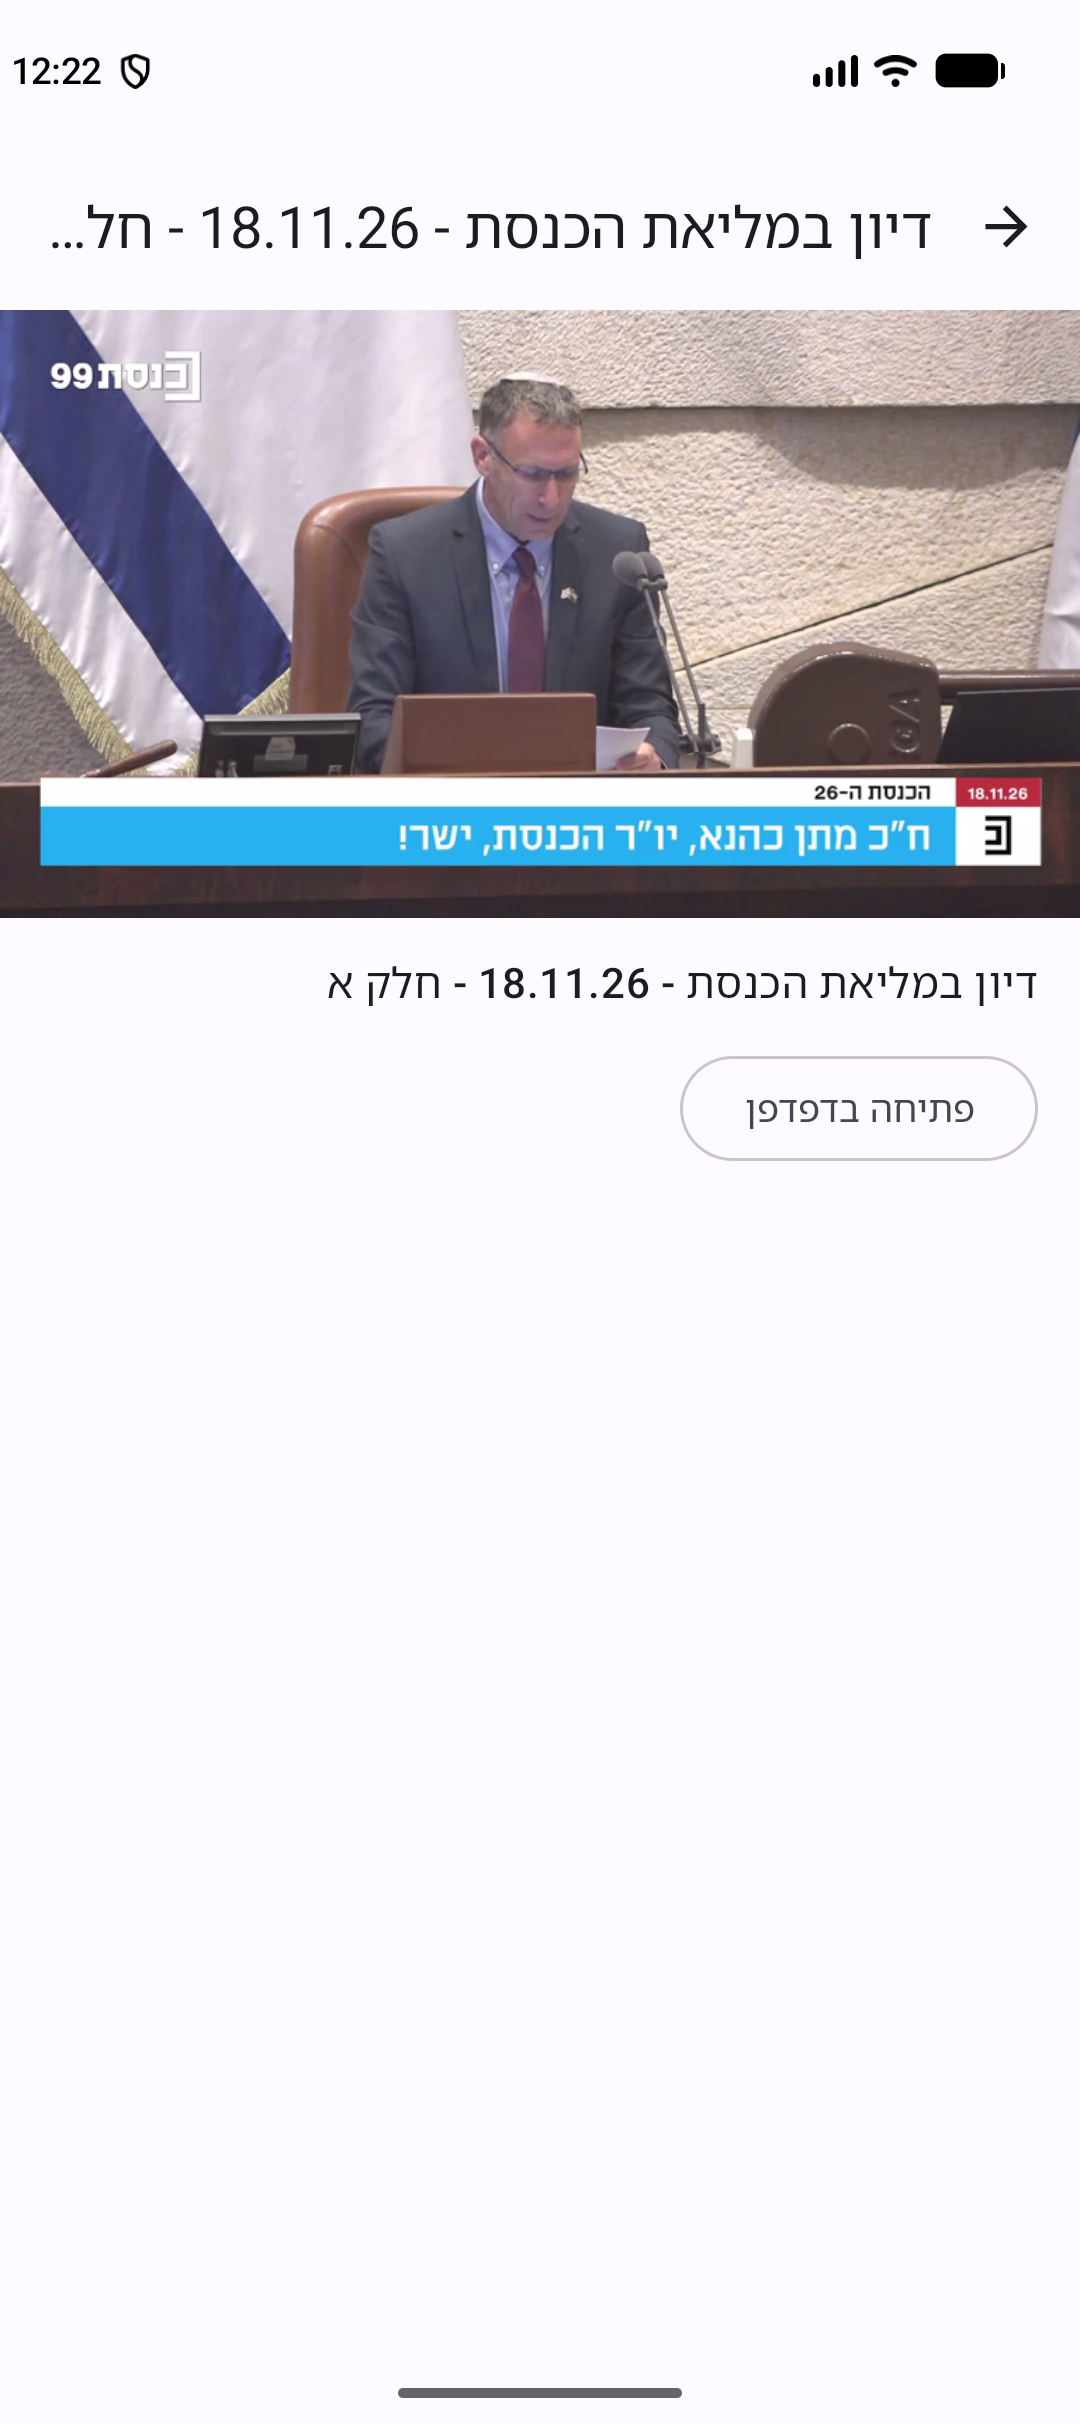 12:22
דיון במליאת הכנסת - 18.11.26 - חל...
כנסת 99
הכנסת ה-26
18.11.26
ח"כ מתן כהנא, יו"ר הכנסת, ישר!
דיון במליאת הכנסת - 18.11.26 - חלק א
פתיחה בדפדפן